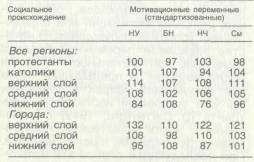 Социальное происхождение
Мотивационные переменные (стандартизованные)
НУ БН НЧ См
Все регионы:
протестанты 100 97 103 98
католики 101 107 94 104
верхний слой 114 107 108 111
средний слой 108 102 106 105
нижний слой 84 108 76 96
Города:
верхний слой 132 110 122 121
средний слой 108 98 110 103
нижний слой 95 108 87 101